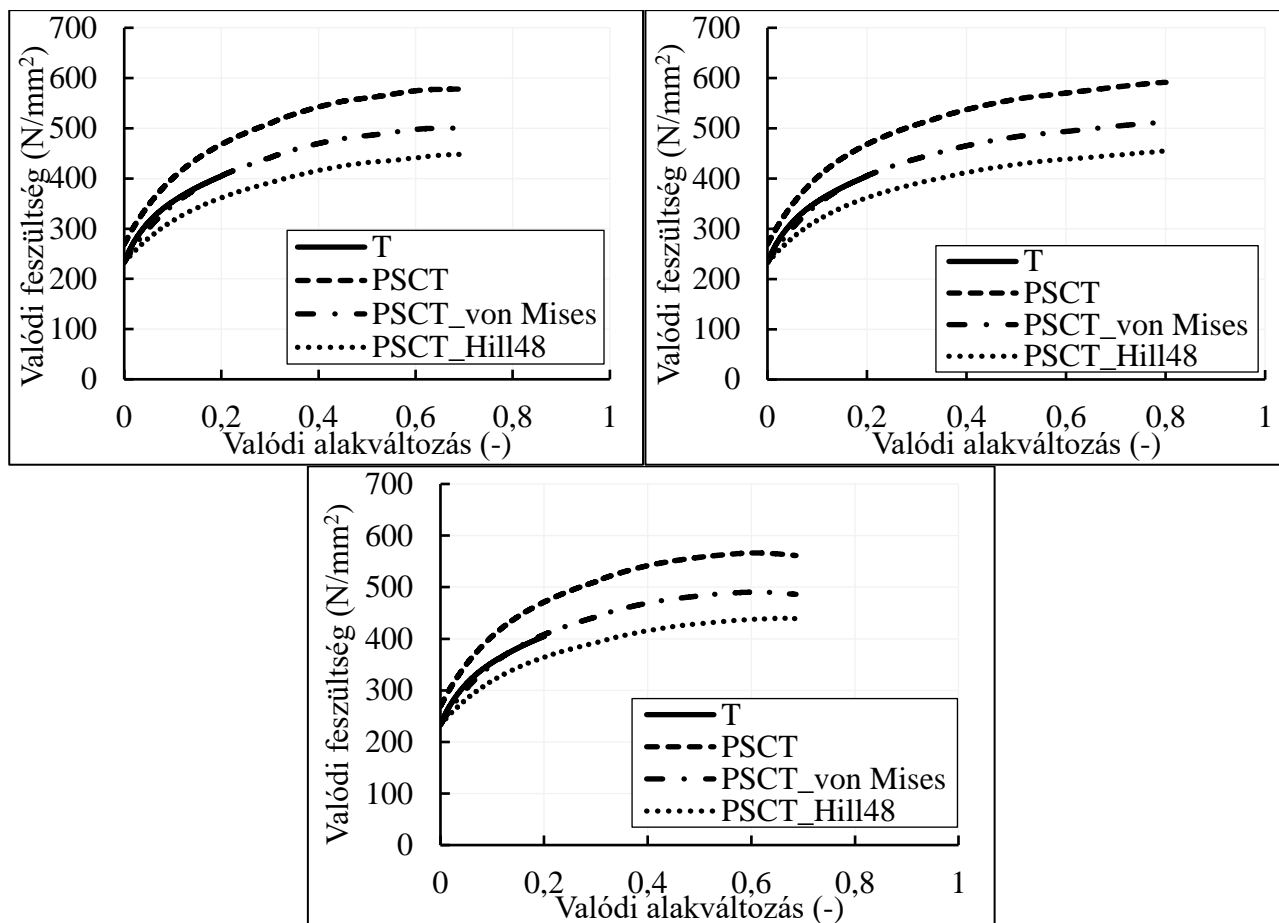 Valódi feszültség (N/mm²)
700
600
500
400
300
200
100
0
T
PSCT
PSCT_von Mises
PSCT_Hill48
0 0,2 0,4 0,6 0,8 1
Valódi alakváltozás (-)
Valódi feszültség (N/mm²)
700
600
500
400
300
200
100
0
T
PSCT
PSCT_von Mises
PSCT_Hill48
0 0,2 0,4 0,6 0,8 1
Valódi alakváltozás (-)
Valódi feszültség (N/mm²)
700
600
500
400
300
200
100
0
T
PSCT
PSCT_von Mises
PSCT_Hill48
0 0,2 0,4 0,6 0,8 1
Valódi alakváltozás (-)